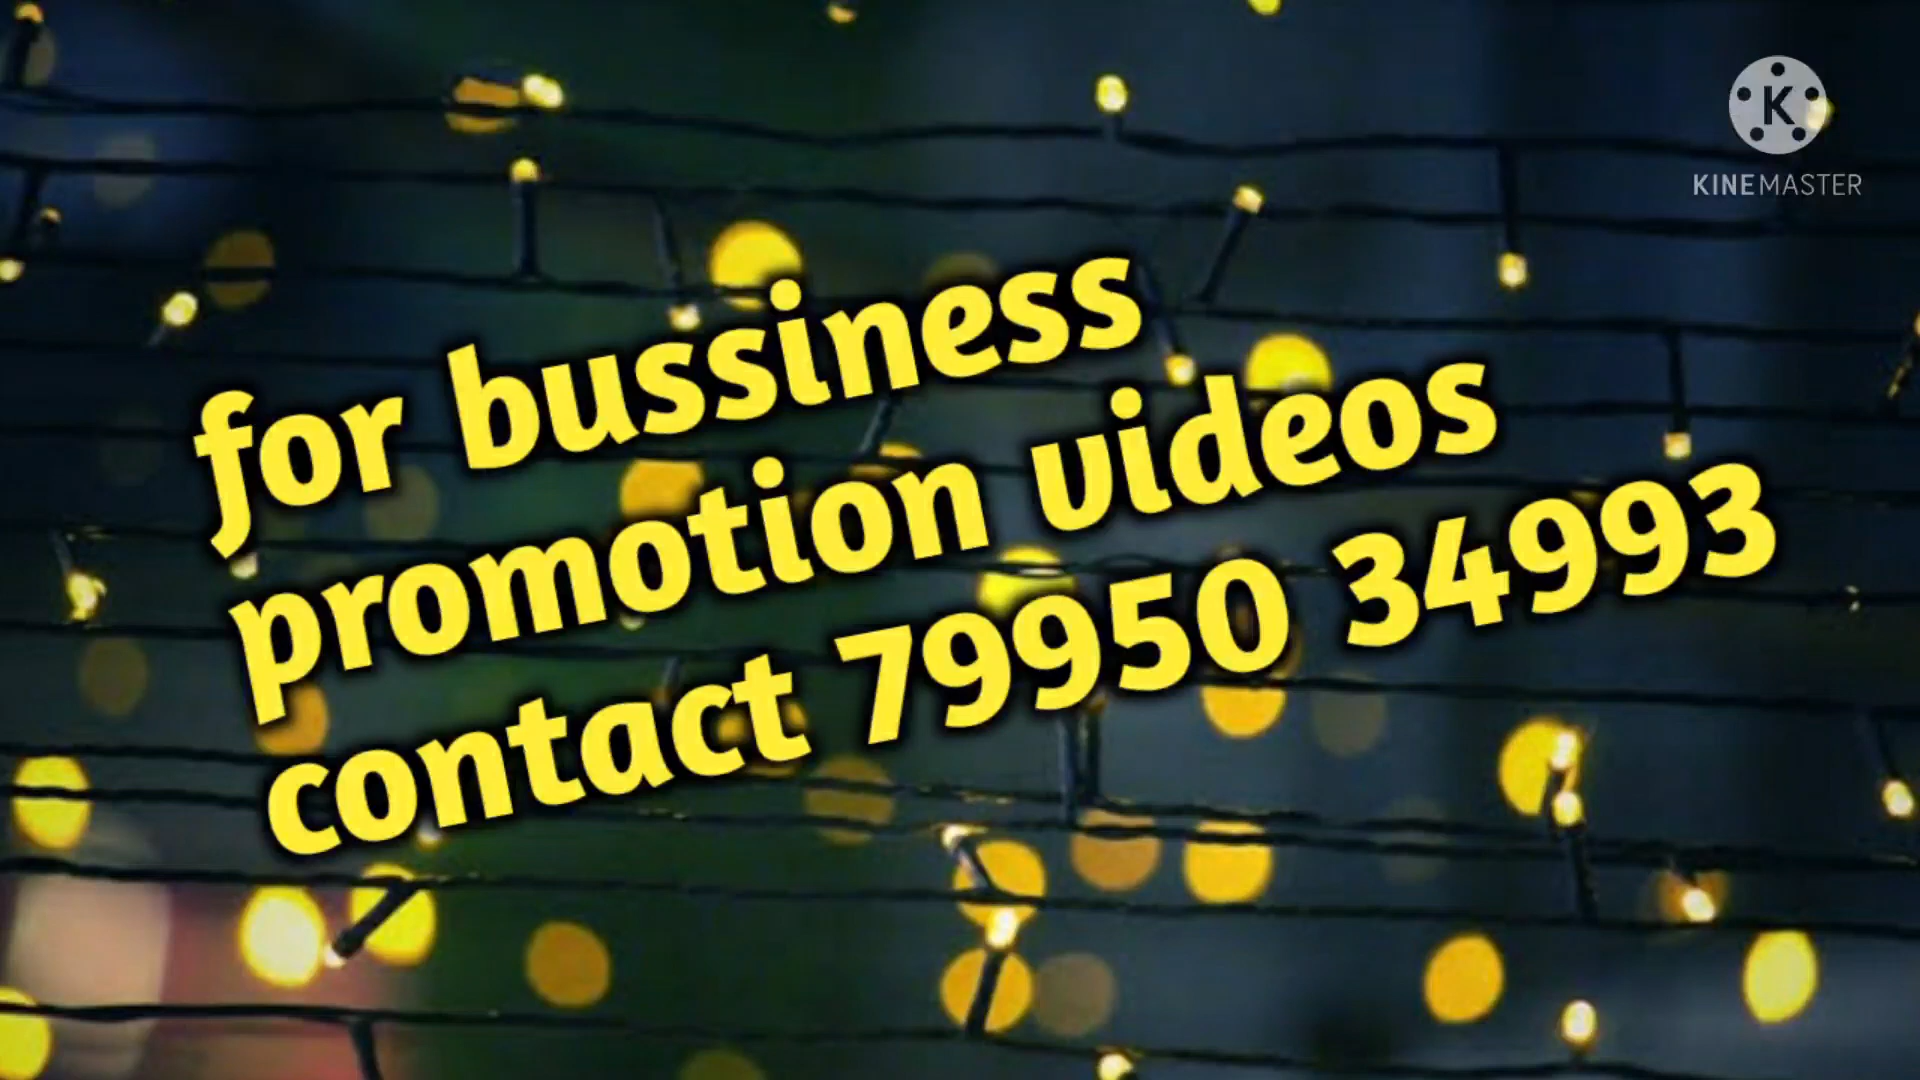 K
KINEMASTER
for bussiness
promotion videos
contact 79950 34993